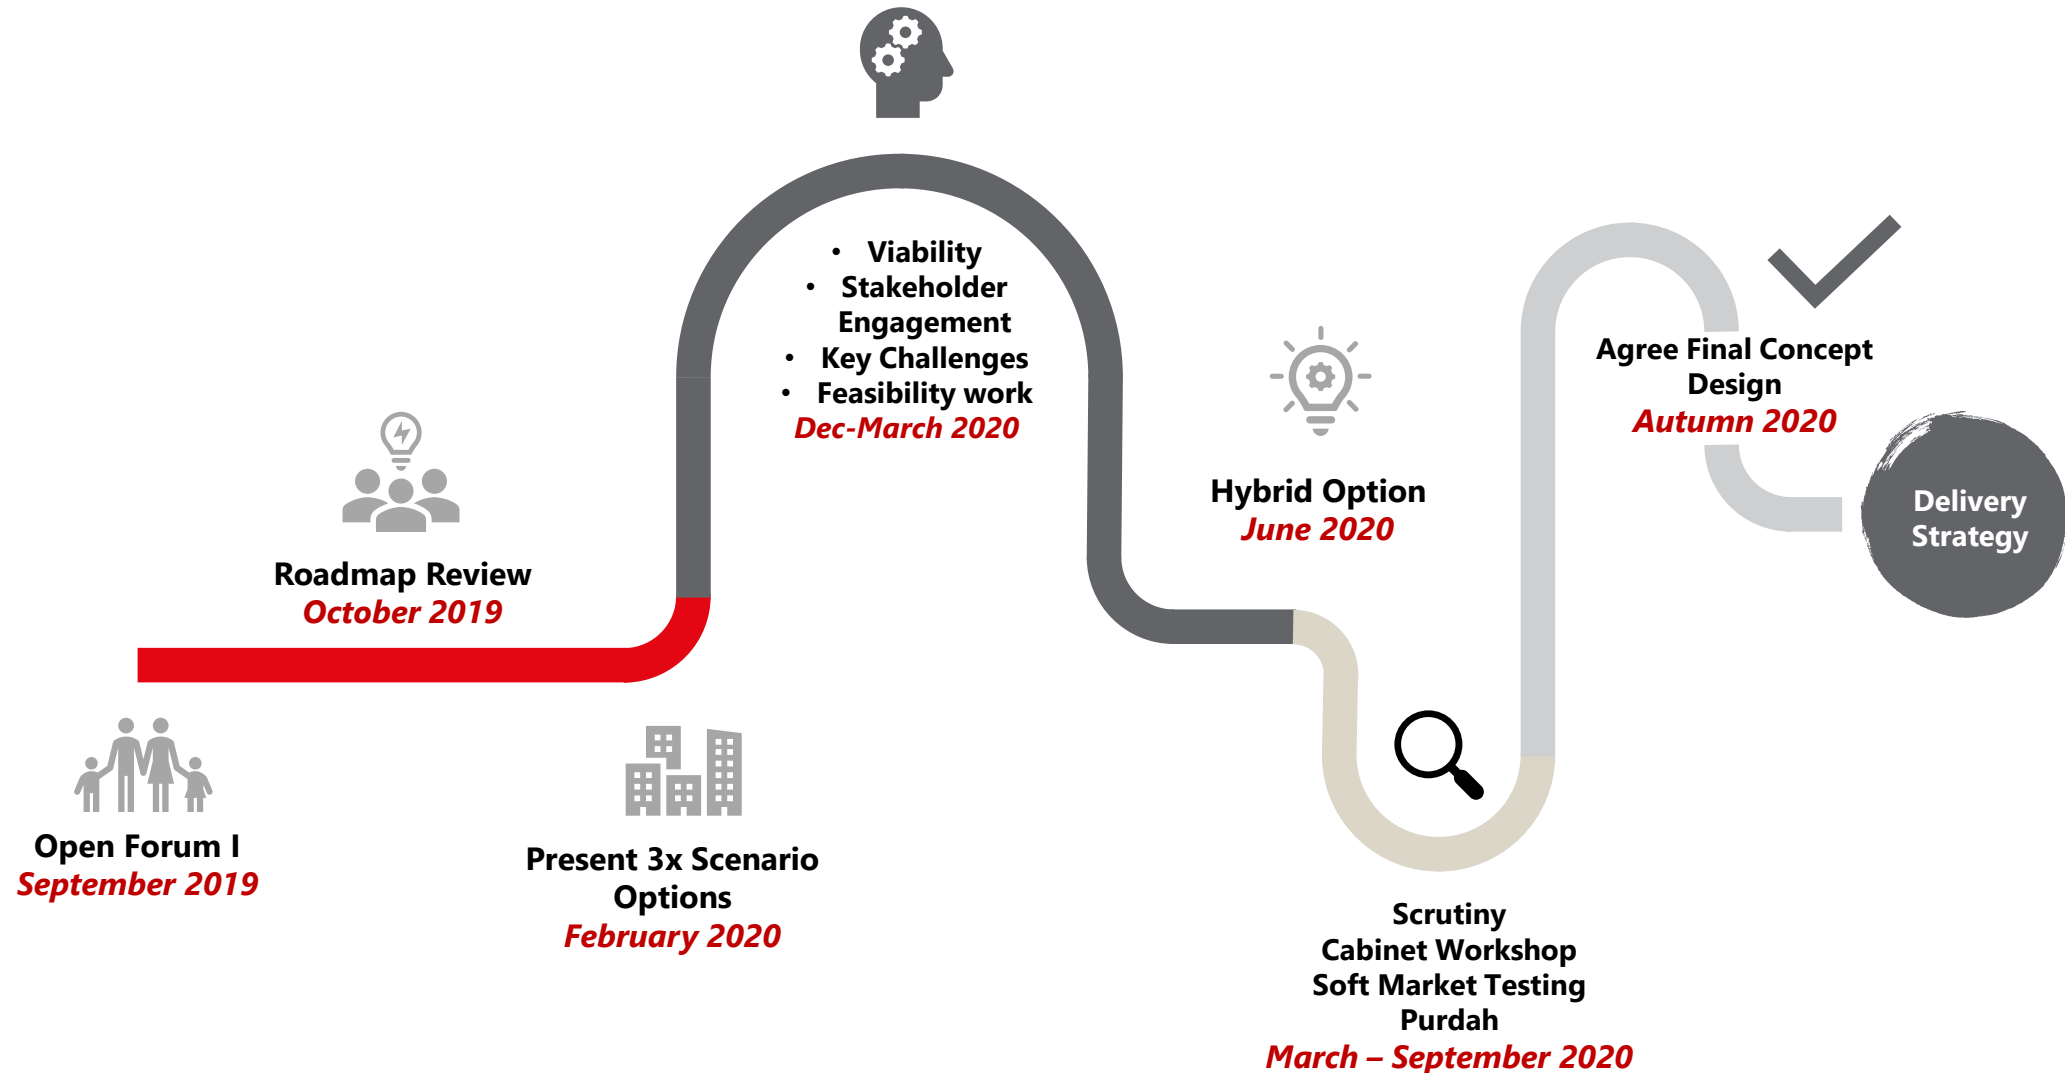 Open Forum I
September 2019
Roadmap Review
October 2019
Present 3x Scenario
Options
February 2020
• Viability
• Stakeholder
Engagement
• Key Challenges
• Feasibility work
Dec-March 2020
Hybrid Option
June 2020
Scrutiny
Cabinet Workshop
Soft Market Testing
Purdah
March – September 2020
Agree Final Concept
Design
Autumn 2020
Delivery
Strategy